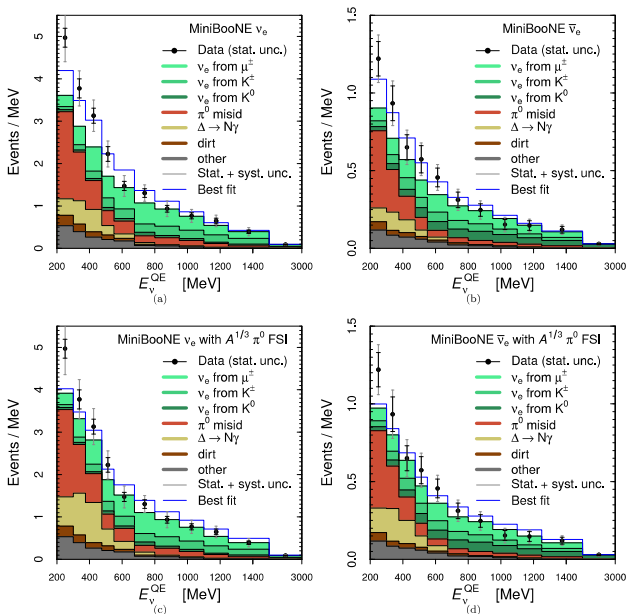 MiniBooNE νe
Data (stat. unc.)
νe from μ±
νe from K±
νe from K0
π0 misid
Δ → Nγ
dirt
other
Stat. + syst. unc.
Best fit
Events / MeV
5
4
3
2
1
0
200 400 600 800 1000 1200 1400 3000
EνQE [MeV]
(a)
MiniBooNE ν̄e
Data (stat. unc.)
νe from μ±
νe from K±
νe from K0
π0 misid
Δ → Nγ
dirt
other
Stat. + syst. unc.
Best fit
Events / MeV
1.5
1.0
0.5
0.0
200 400 600 800 1000 1200 1400 3000
EνQE [MeV]
(b)
MiniBooNE νe with A1/3 π0 FSI
Data (stat. unc.)
νe from μ±
νe from K±
νe from K0
π0 misid
Δ → Nγ
dirt
other
Stat. + syst. unc.
Best fit
Events / MeV
5
4
3
2
1
0
200 400 600 800 1000 1200 1400 3000
EνQE [MeV]
(c)
MiniBooNE ν̄e with A1/3 π0 FSI
Data (stat. unc.)
νe from μ±
νe from K±
νe from K0
π0 misid
Δ → Nγ
dirt
other
Stat. + syst. unc.
Best fit
Events / MeV
1.5
1.0
0.5
0.0
200 400 600 800 1000 1200 1400 3000
EνQE [MeV]
(d)